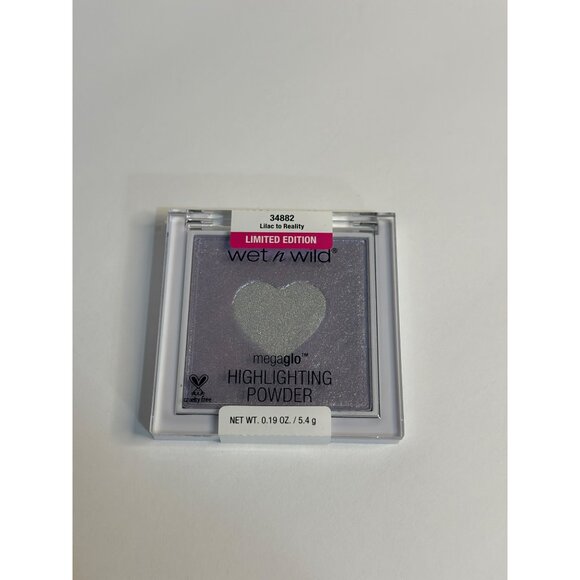 34882
Lilac to Reality
LIMITED EDITION
wet n wild®
megaglo™
HIGHLIGHTING
POWDER
cruelty free
NET WT. 0.19 OZ. / 5.4 g